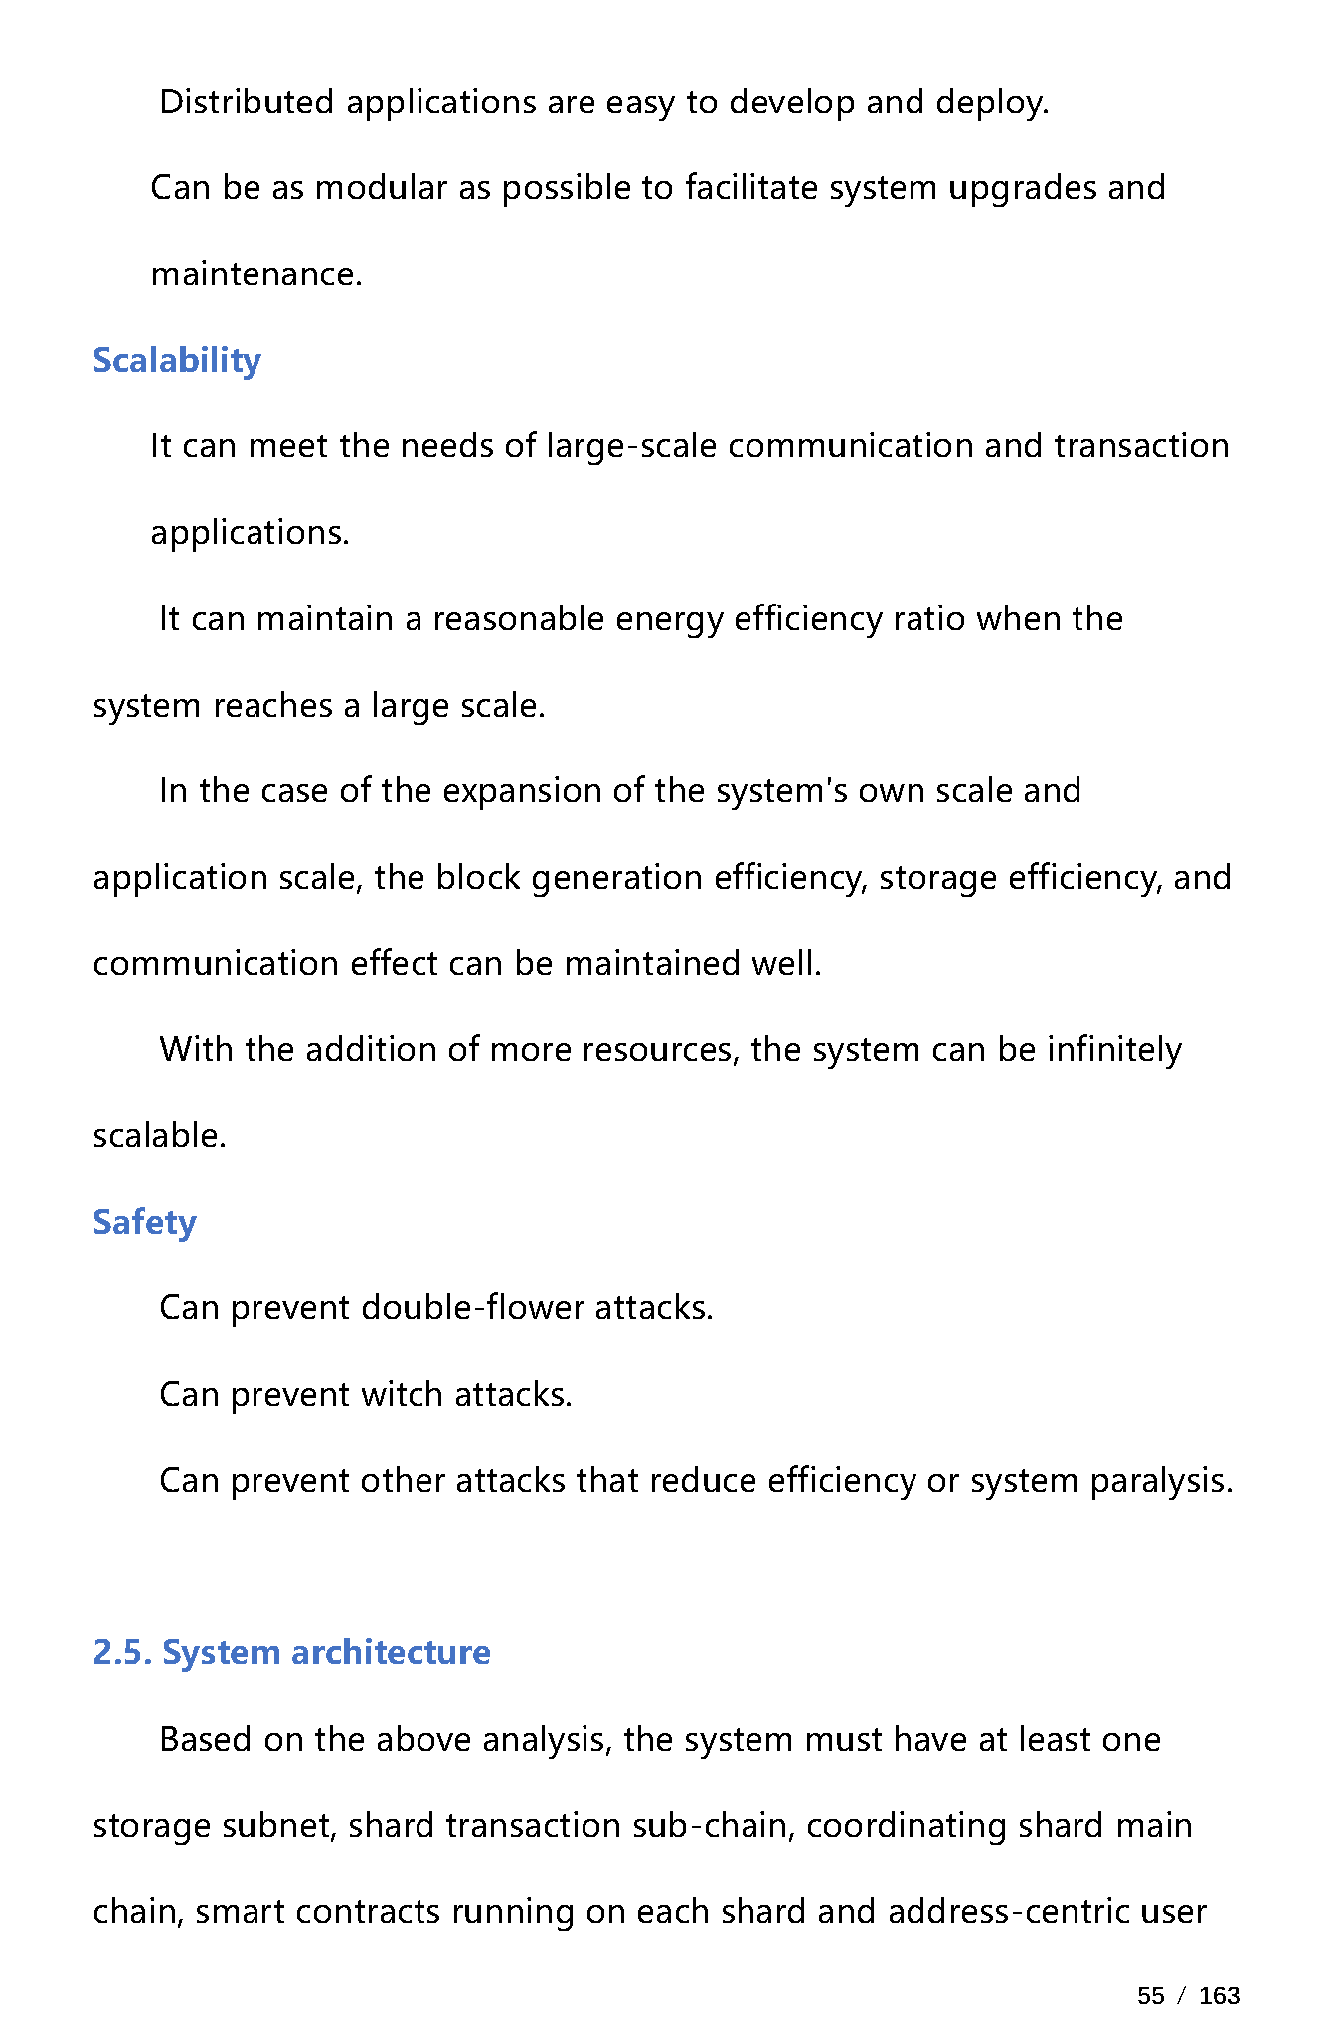 Distributed applications are easy to develop and deploy.
Can be as modular as possible to facilitate system upgrades and
maintenance.
Scalability
It can meet the needs of large-scale communication and transaction
applications.
It can maintain a reasonable energy efficiency ratio when the
system reaches a large scale.
In the case of the expansion of the system's own scale and
application scale, the block generation efficiency, storage efficiency, and
communication effect can be maintained well.
With the addition of more resources, the system can be infinitely
scalable.
Safety
Can prevent double-flower attacks.
Can prevent witch attacks.
Can prevent other attacks that reduce efficiency or system paralysis.
2.5. System architecture
Based on the above analysis, the system must have at least one
storage subnet, shard transaction sub-chain, coordinating shard main
chain, smart contracts running on each shard and address-centric user
55 / 163